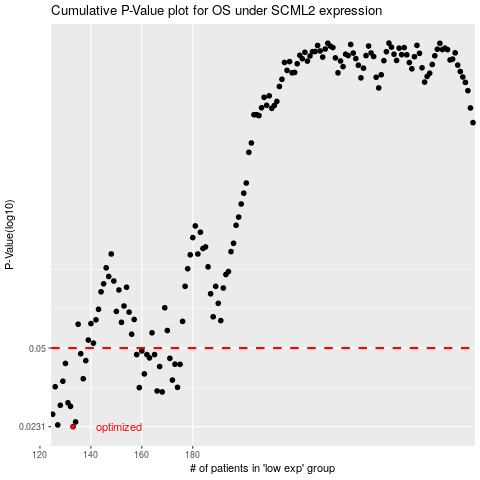 Cumulative P-Value plot for OS under SCML2 expression
P-Value(log10)
0.05
0.0231
optimized
120 140 160 180
# of patients in 'low exp' group